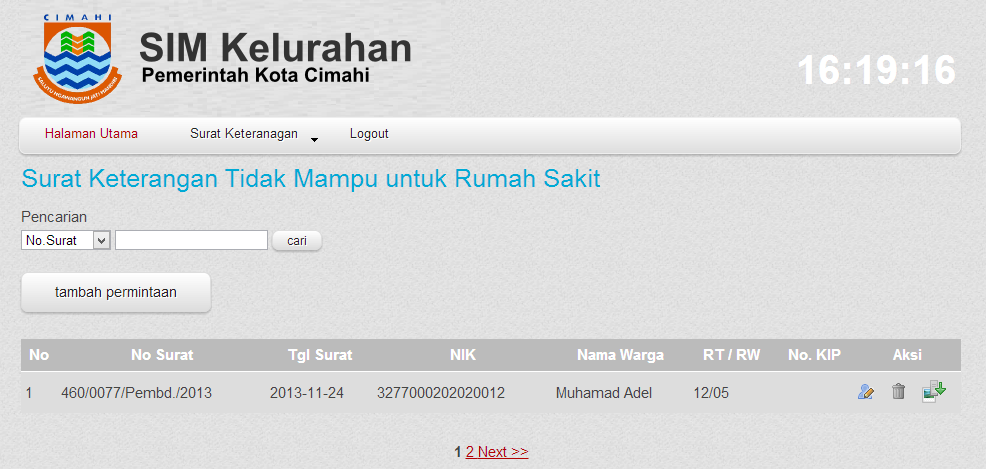 CIMAHI
SIM Kelurahan
Pemerintah Kota Cimahi
16:19:16
Halaman Utama Surat Keteranagan Logout
Surat Keterangan Tidak Mampu untuk Rumah Sakit
Pencarian
No.Surat cari
tambah permintaan
No No Surat Tgl Surat NIK Nama Warga RT / RW No. KIP Aksi
1 460/0077/Pembd./2013 2013-11-24 3277000202020012 Muhamad Adel 12/05
1 2 Next >>